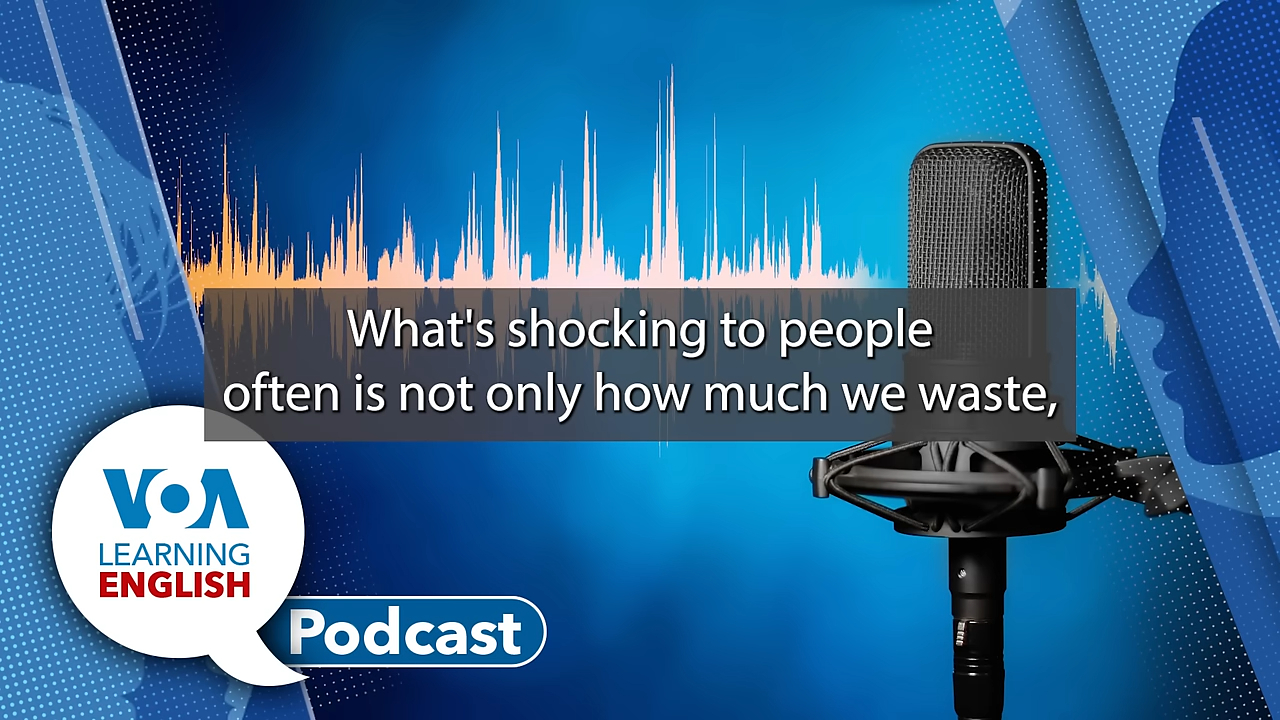 What's shocking to people
often is not only how much we waste,
VOA
LEARNING
ENGLISH
Podcast